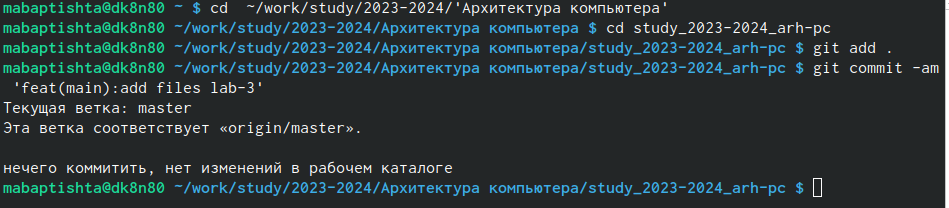 mabaptishta@dk8n80 ~ $ cd  ~/work/study/2023-2024/'Архитектура компьютера'
mabaptishta@dk8n80 ~/work/study/2023-2024/Архитектура компьютера $ cd study_2023-2024_arh-pc
mabaptishta@dk8n80 ~/work/study/2023-2024/Архитектура компьютера/study_2023-2024_arh-pc $ git add .
mabaptishta@dk8n80 ~/work/study/2023-2024/Архитектура компьютера/study_2023-2024_arh-pc $ git commit -am
 'feat(main):add files lab-3'
Текущая ветка: master
Эта ветка соответствует «origin/master».

нечего коммитить, нет изменений в рабочем каталоге
mabaptishta@dk8n80 ~/work/study/2023-2024/Архитектура компьютера/study_2023-2024_arh-pc $